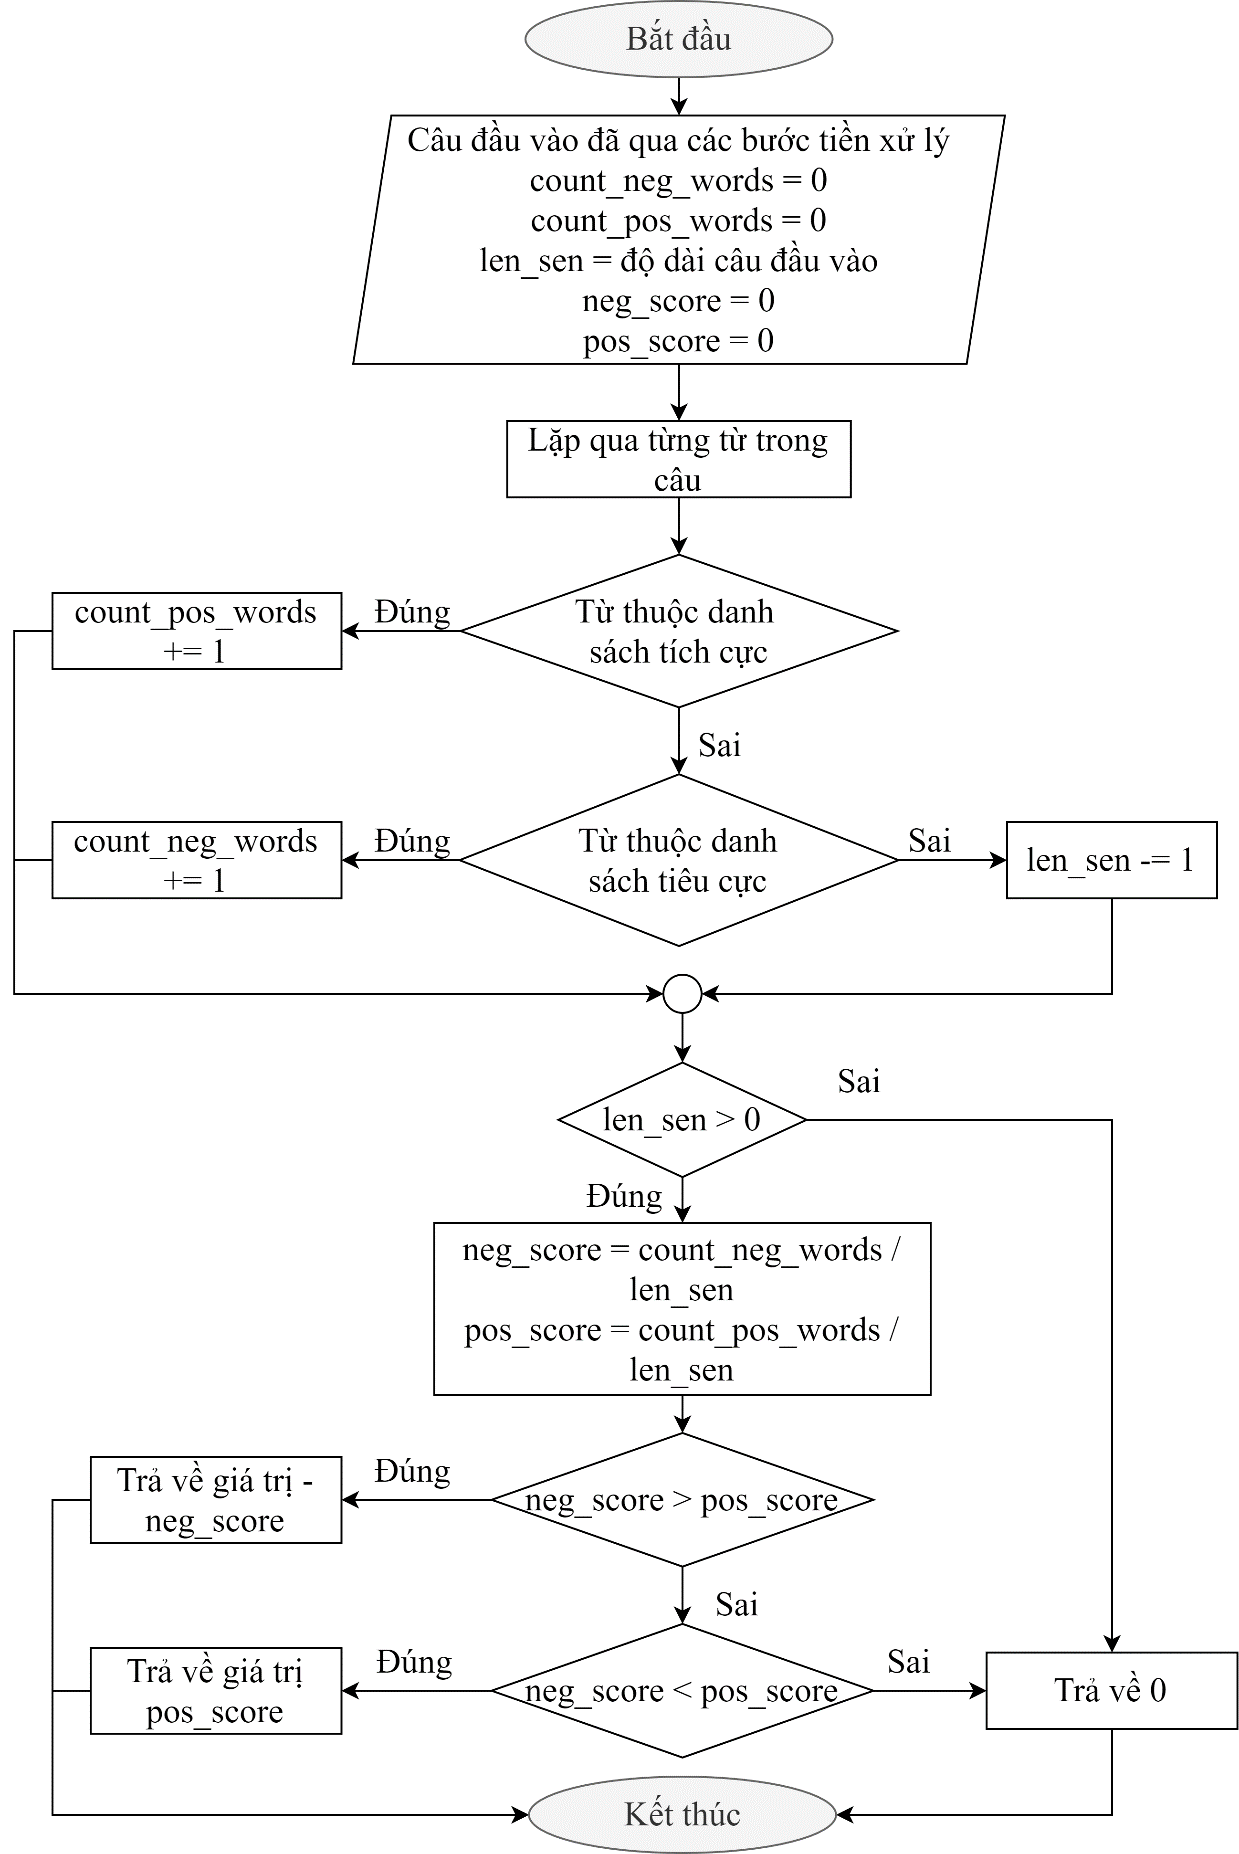 Bắt đầu
Câu đầu vào đã qua các bước tiền xử lý
count_neg_words = 0
count_pos_words = 0
len_sen = độ dài câu đầu vào
neg_score = 0
pos_score = 0
Lặp qua từng từ trong
câu
Từ thuộc danh
sách tích cực
Đúng
count_pos_words
+= 1
Sai
Từ thuộc danh
sách tiêu cực
Đúng
count_neg_words
+= 1
Sai
len_sen -= 1
len_sen > 0
Sai
Đúng
neg_score = count_neg_words /
len_sen
pos_score = count_pos_words /
len_sen
neg_score > pos_score
Đúng
Trả về giá trị -
neg_score
Sai
neg_score < pos_score
Đúng
Trả về giá trị
pos_score
Sai
Trả về 0
Kết thúc